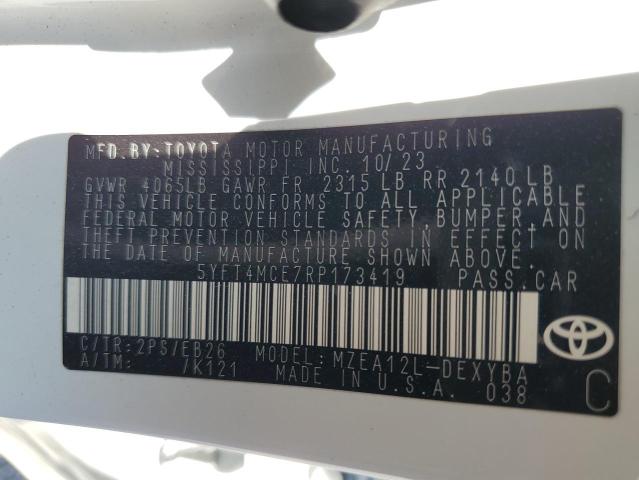 MFD. BY: TOYOTA MOTOR MANUFACTURING
MISSISSIPPI, INC. 10/23
GVWR 4065LB GAWR FR 2315 LB RR 2140 LB
THIS VEHICLE CONFORMS TO ALL APPLICABLE
FEDERAL MOTOR VEHICLE SAFETY, BUMPER, AND
THEFT PREVENTION STANDARDS IN EFFECT ON
THE DATE OF MANUFACTURE SHOWN ABOVE.
5YFT4MCE7RP173419 PASS.CAR
C/TR: 2PS/EB26 MODEL: MZEA12L-DEXYBA
A/TM: /K121 MADE IN U.S.A. 038
C